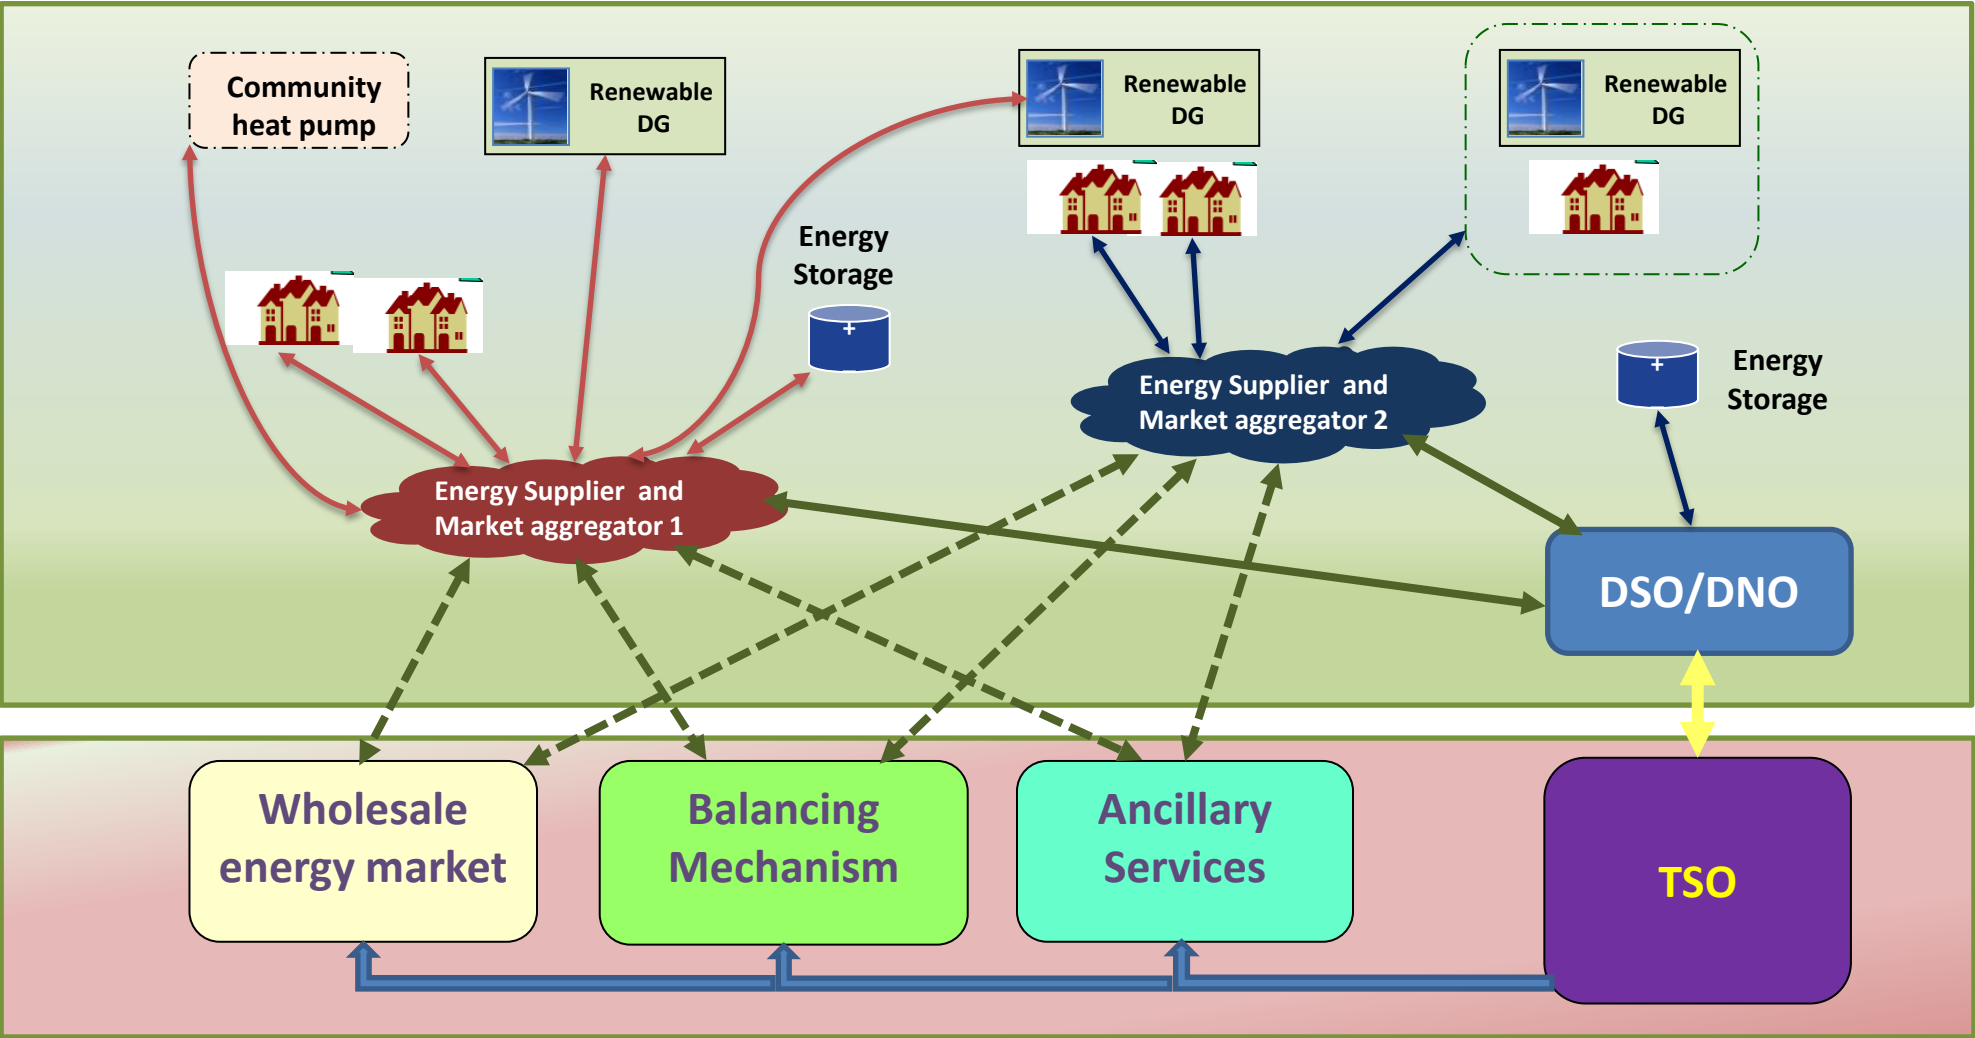 Community
heat pump
Renewable
DG
Renewable
DG
Renewable
DG
Energy
Storage
+
Energy Supplier and
Market aggregator 2
+
Energy
Storage
Energy Supplier and
Market aggregator 1
DSO/DNO
Wholesale
energy market
Balancing
Mechanism
Ancillary
Services
TSO